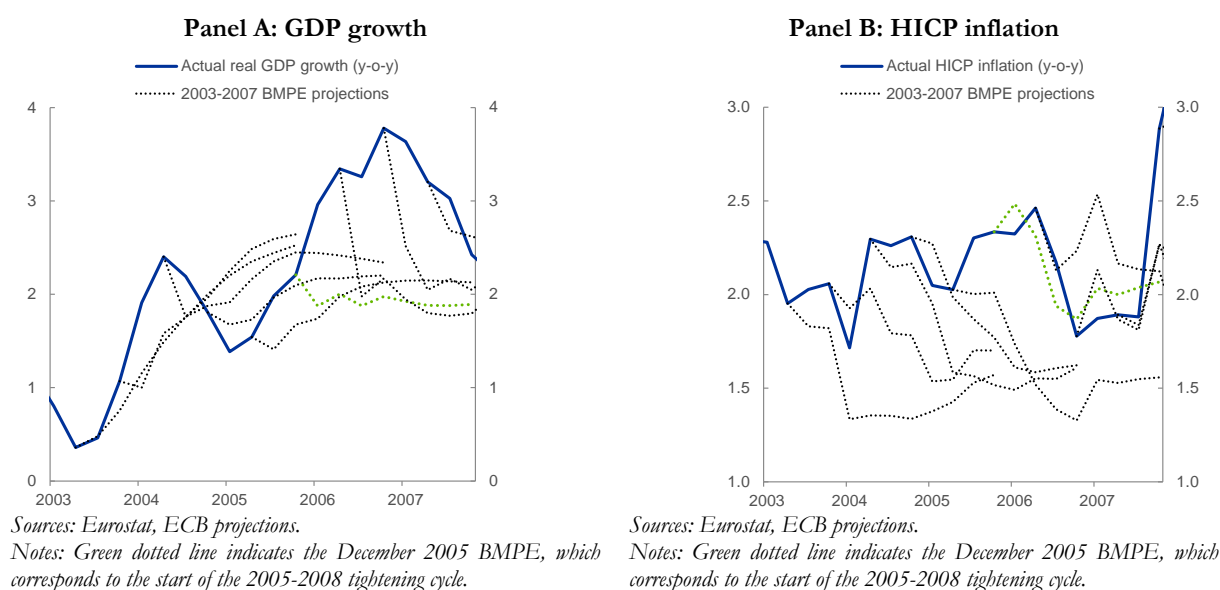 Panel A: GDP growth
Actual real GDP growth (y-o-y)
2003-2007 BMPE projections
4
3
2
1
0
4
3
2
1
0
2003 2004 2005 2006 2007
Sources: Eurostat, ECB projections.
Notes: Green dotted line indicates the December 2005 BMPE, which
corresponds to the start of the 2005-2008 tightening cycle.
Panel B: HICP inflation
Actual HICP inflation (y-o-y)
2003-2007 BMPE projections
3.0
2.5
2.0
1.5
1.0
3.0
2.5
2.0
1.5
1.0
2003 2004 2005 2006 2007
Sources: Eurostat, ECB projections.
Notes: Green dotted line indicates the December 2005 BMPE, which
corresponds to the start of the 2005-2008 tightening cycle.